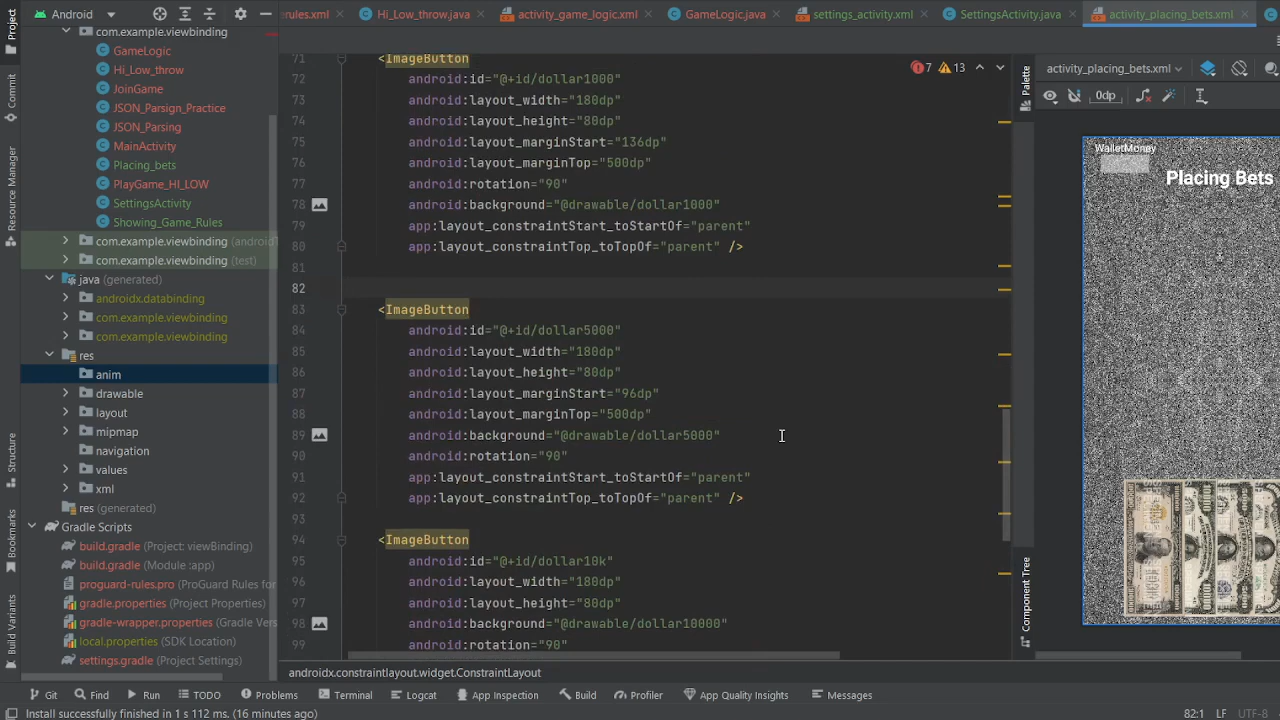 Android
rules.xml
Hi_Low_throw.java
activity_game_logic.xml
GameLogic.java
settings_activity.xml
SettingsActivity.java
activity_placing_bets.xml
Project
Commit
Resource Manager
Structure
Bookmarks
Build Variants
com.example.viewbinding
GameLogic
Hi_Low_throw
JoinGame
JSON_Parsign_Practice
JSON_Parsing
MainActivity
Placing_bets
PlayGame_HI_LOW
SettingsActivity
Showing_Game_Rules
com.example.viewbinding (androidT
com.example.viewbinding (test)
java (generated)
androidx.databinding
com.example.viewbinding
com.example.viewbinding
res
anim
drawable
layout
mipmap
navigation
values
xml
res (generated)
Gradle Scripts
build.gradle (Project: viewBinding)
build.gradle (Module :app)
proguard-rules.pro (ProGuard Rules for
gradle.properties (Project Properties)
gradle-wrapper.properties (Gradle Vers
local.properties (SDK Location)
settings.gradle (Project Settings)
71 <ImageButton
72 android:id="@+id/dollar1000"
73 android:layout_width="180dp"
74 android:layout_height="80dp"
75 android:layout_marginStart="136dp"
76 android:layout_marginTop="500dp"
77 android:rotation="90"
78 android:background="@drawable/dollar1000"
79 app:layout_constraintStart_toStartOf="parent"
80 app:layout_constraintTop_toTopOf="parent" />
81
82
83 <ImageButton
84 android:id="@+id/dollar5000"
85 android:layout_width="180dp"
86 android:layout_height="80dp"
87 android:layout_marginStart="96dp"
88 android:layout_marginTop="500dp"
89 android:background="@drawable/dollar5000"
90 android:rotation="90"
91 app:layout_constraintStart_toStartOf="parent"
92 app:layout_constraintTop_toTopOf="parent" />
93
94 <ImageButton
95 android:id="@+id/dollar10k"
96 android:layout_width="180dp"
97 android:layout_height="80dp"
98 android:background="@drawable/dollar10000"
99 android:rotation="90"
7 13
androidx.constraintlayout.widget.ConstraintLayout
Palette
Component Tree
activity_placing_bets.xml
0dp
WalletMoney
Placing Bets
Git
Find
Run
TODO
Problems
Terminal
Logcat
App Inspection
Build
Profiler
App Quality Insights
Messages
Install successfully finished in 1 s 112 ms. (16 minutes ago)
82:1 LF UTF-8